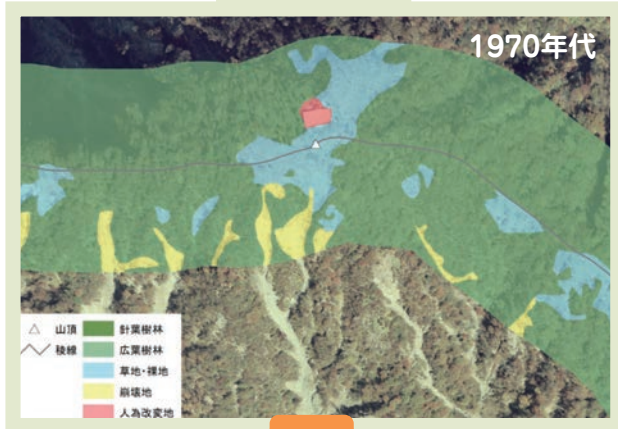 1970年代
山頂
稜線
針葉樹林
広葉樹林
草地・裸地
崩壊地
人為改変地